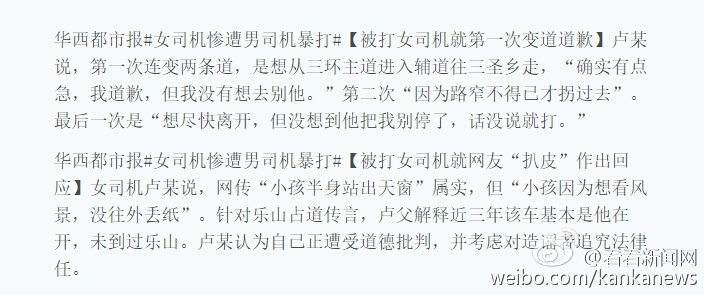 华西都市报#女司机惨遭男司机暴打#【被打女司机就第一次变道道歉】卢某
说，第一次连变两条道，是想从三环主道进入辅道往三圣乡走，“确实有点
急，我道歉，但我没有想去别他。”第二次“因为路窄不得已才拐过去”。
最后一次是“想尽快离开，但没想到他把我别停了，话没说就打。”
华西都市报#女司机惨遭男司机暴打#【被打女司机就网友“扒皮”作出回
应】女司机卢某说，网传“小孩半身站出天窗”属实，但“小孩因为想看风
景，没往外丢纸”。针对乐山占道传言，卢父解释近三年该车基本是他在
开，未到过乐山。卢某认为自己正遭受道德批判，并考虑对造谣者追究法律
任。
@看看新闻网
weibo.com/kankanews